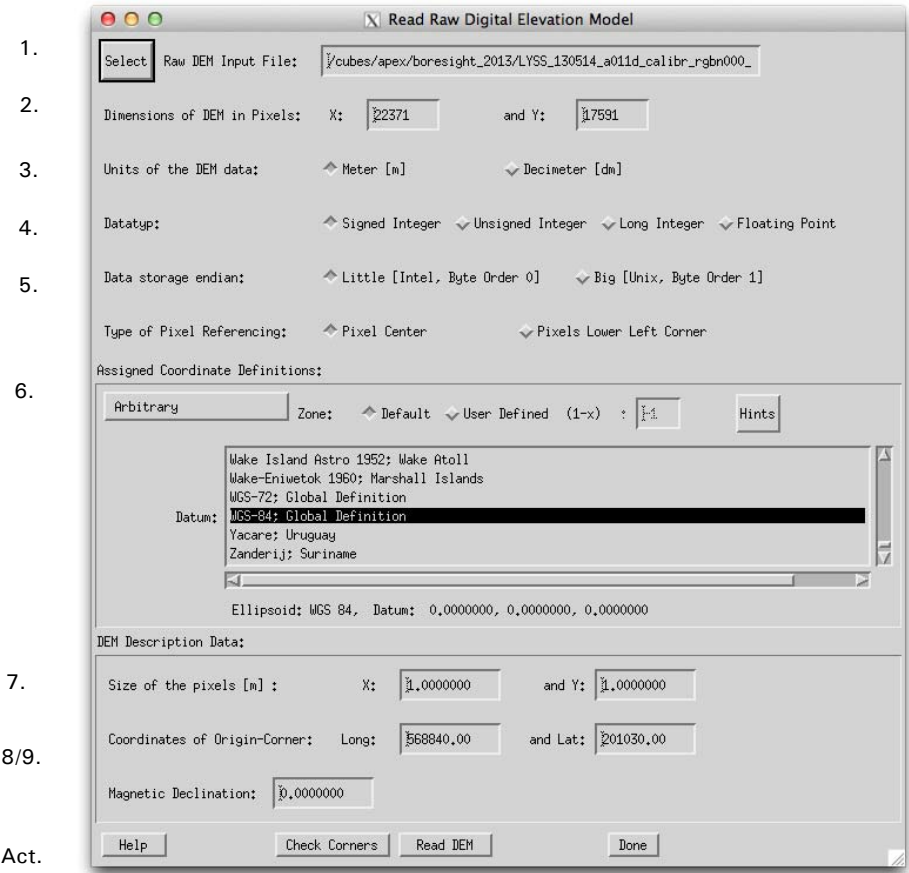 Read Raw Digital Elevation Model
1. Select Raw DEM Input File: /cubes/apex/boresight_2013/LYSS_130514_a011d_calibr_rgbn000_
2. Dimensions of DEM in Pixels: X: 22371 and Y: 17591
3. Units of the DEM data: Meter [m] Decimeter [dm]
4. Datatyp: Signed Integer Unsigned Integer Long Integer Floating Point
5. Data storage endian: Little [Intel, Byte Order 0] Big [Unix, Byte Order 1]
Type of Pixel Referencing: Pixel Center Pixels Lower Left Corner
Assigned Coordinate Definitions:
6. Arbitrary Zone: Default User Defined (1-x) : -1 Hints
Wake Island Astro 1952; Wake Atoll
Wake-Eniwetok 1960; Marshall Islands
WGS-72; Global Definition
Datum: WGS-84; Global Definition
Yacare; Uruguay
Zanderij; Suriname
Ellipsoid: WGS 84, Datum: 0.0000000, 0.0000000, 0.0000000
DEM Description Data:
7. Size of the pixels [m] : X: 1.0000000 and Y: 1.0000000
8/9. Coordinates of Origin-Corner: Long: 568840.00 and Lat: 201030.00
Magnetic Declination: 0.0000000
Act. Help Check Corners Read DEM Done